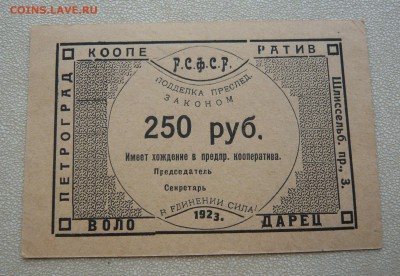 COINS.LAVE.RU
КООПЕ РАТИВ
Р.С.Ф.С.Р.
ПЕТРОГРАД
ПОДДЕЛКА ПРЕСЛЕД.
ЗАКОНОМ
Шлиссельб. пр., 3.
250 руб.
Имеет хождение в предпр. кооператива.
Председатель
Секретарь
В ЕДИНЕНИИ СИЛА!
1923г.
ВОЛО ДАРЕЦ